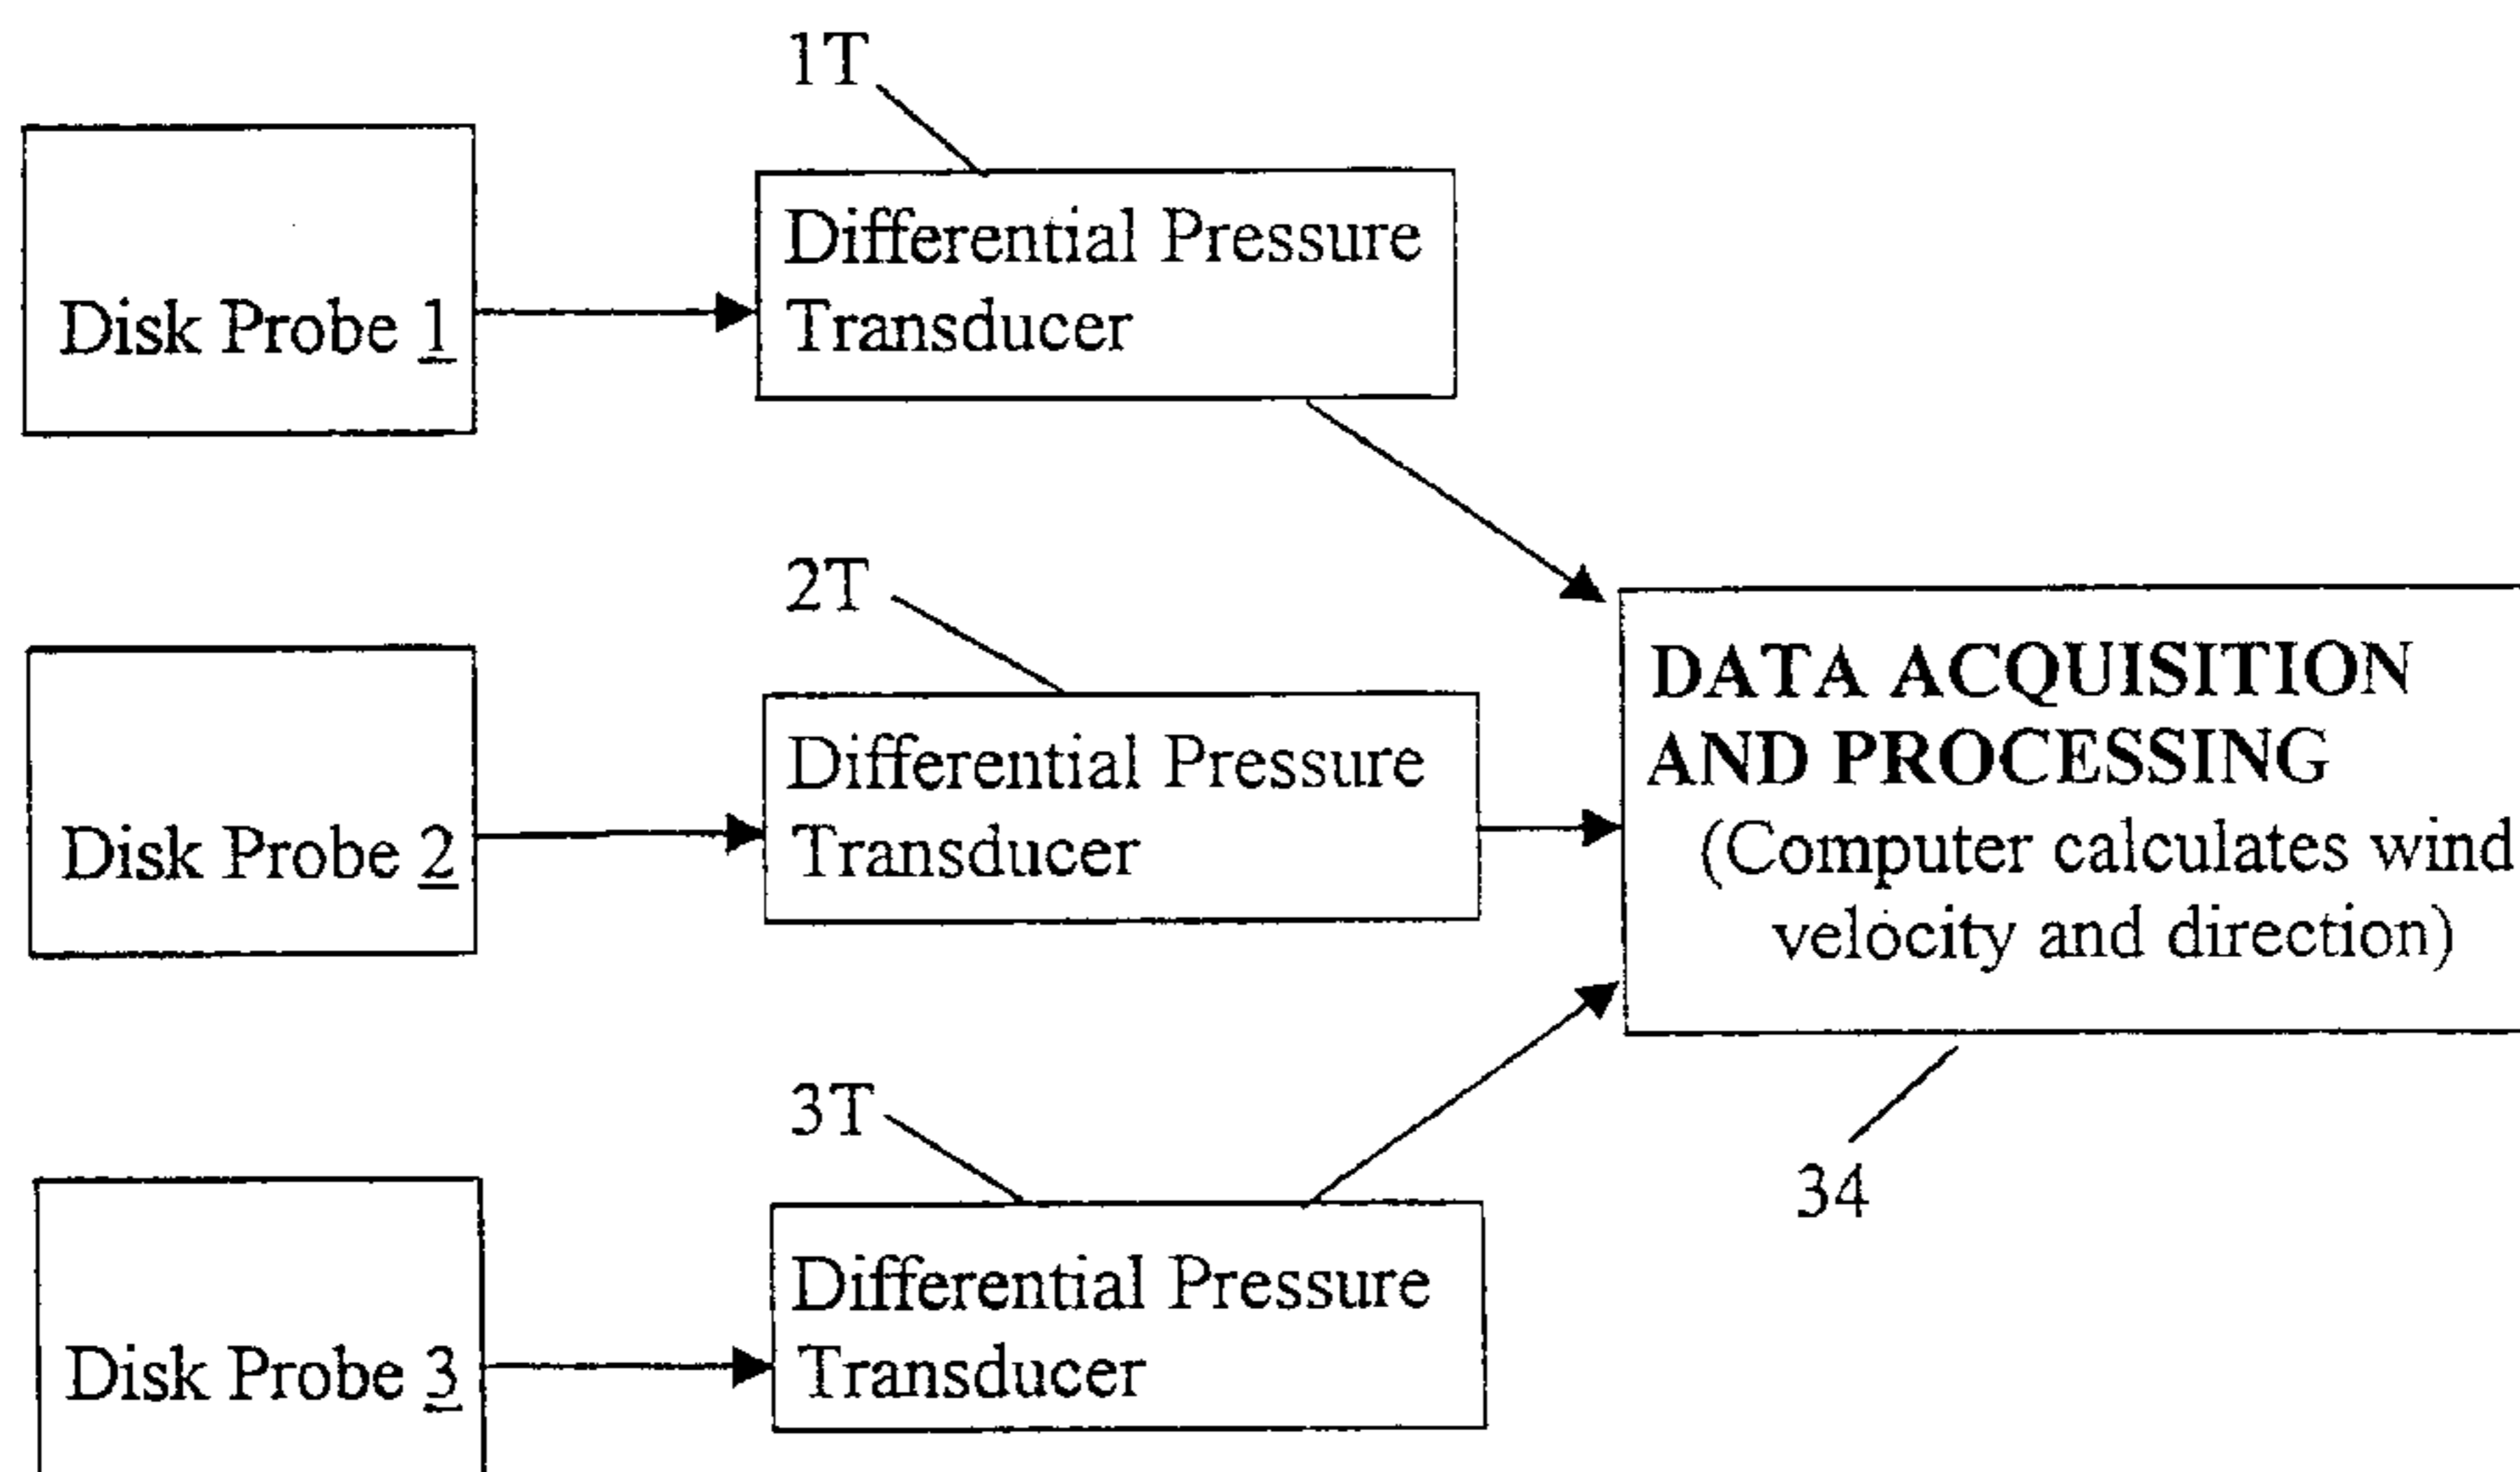 1T
Disk Probe 1
Differential Pressure
Transducer
2T
Disk Probe 2
Differential Pressure
Transducer
DATA ACQUISITION
AND PROCESSING
(Computer calculates wind
velocity and direction)
34
3T
Disk Probe 3
Differential Pressure
Transducer